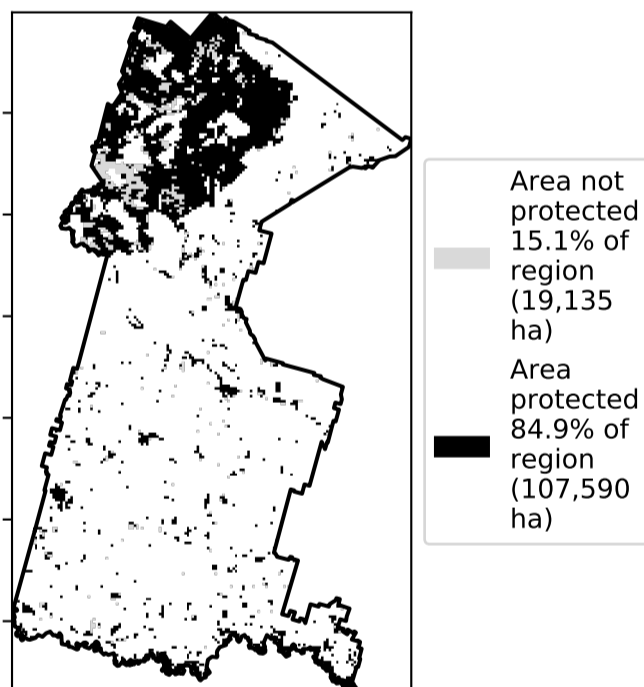 Area not
protected
15.1% of
region
(19,135
ha)
Area
protected
84.9% of
region
(107,590
ha)